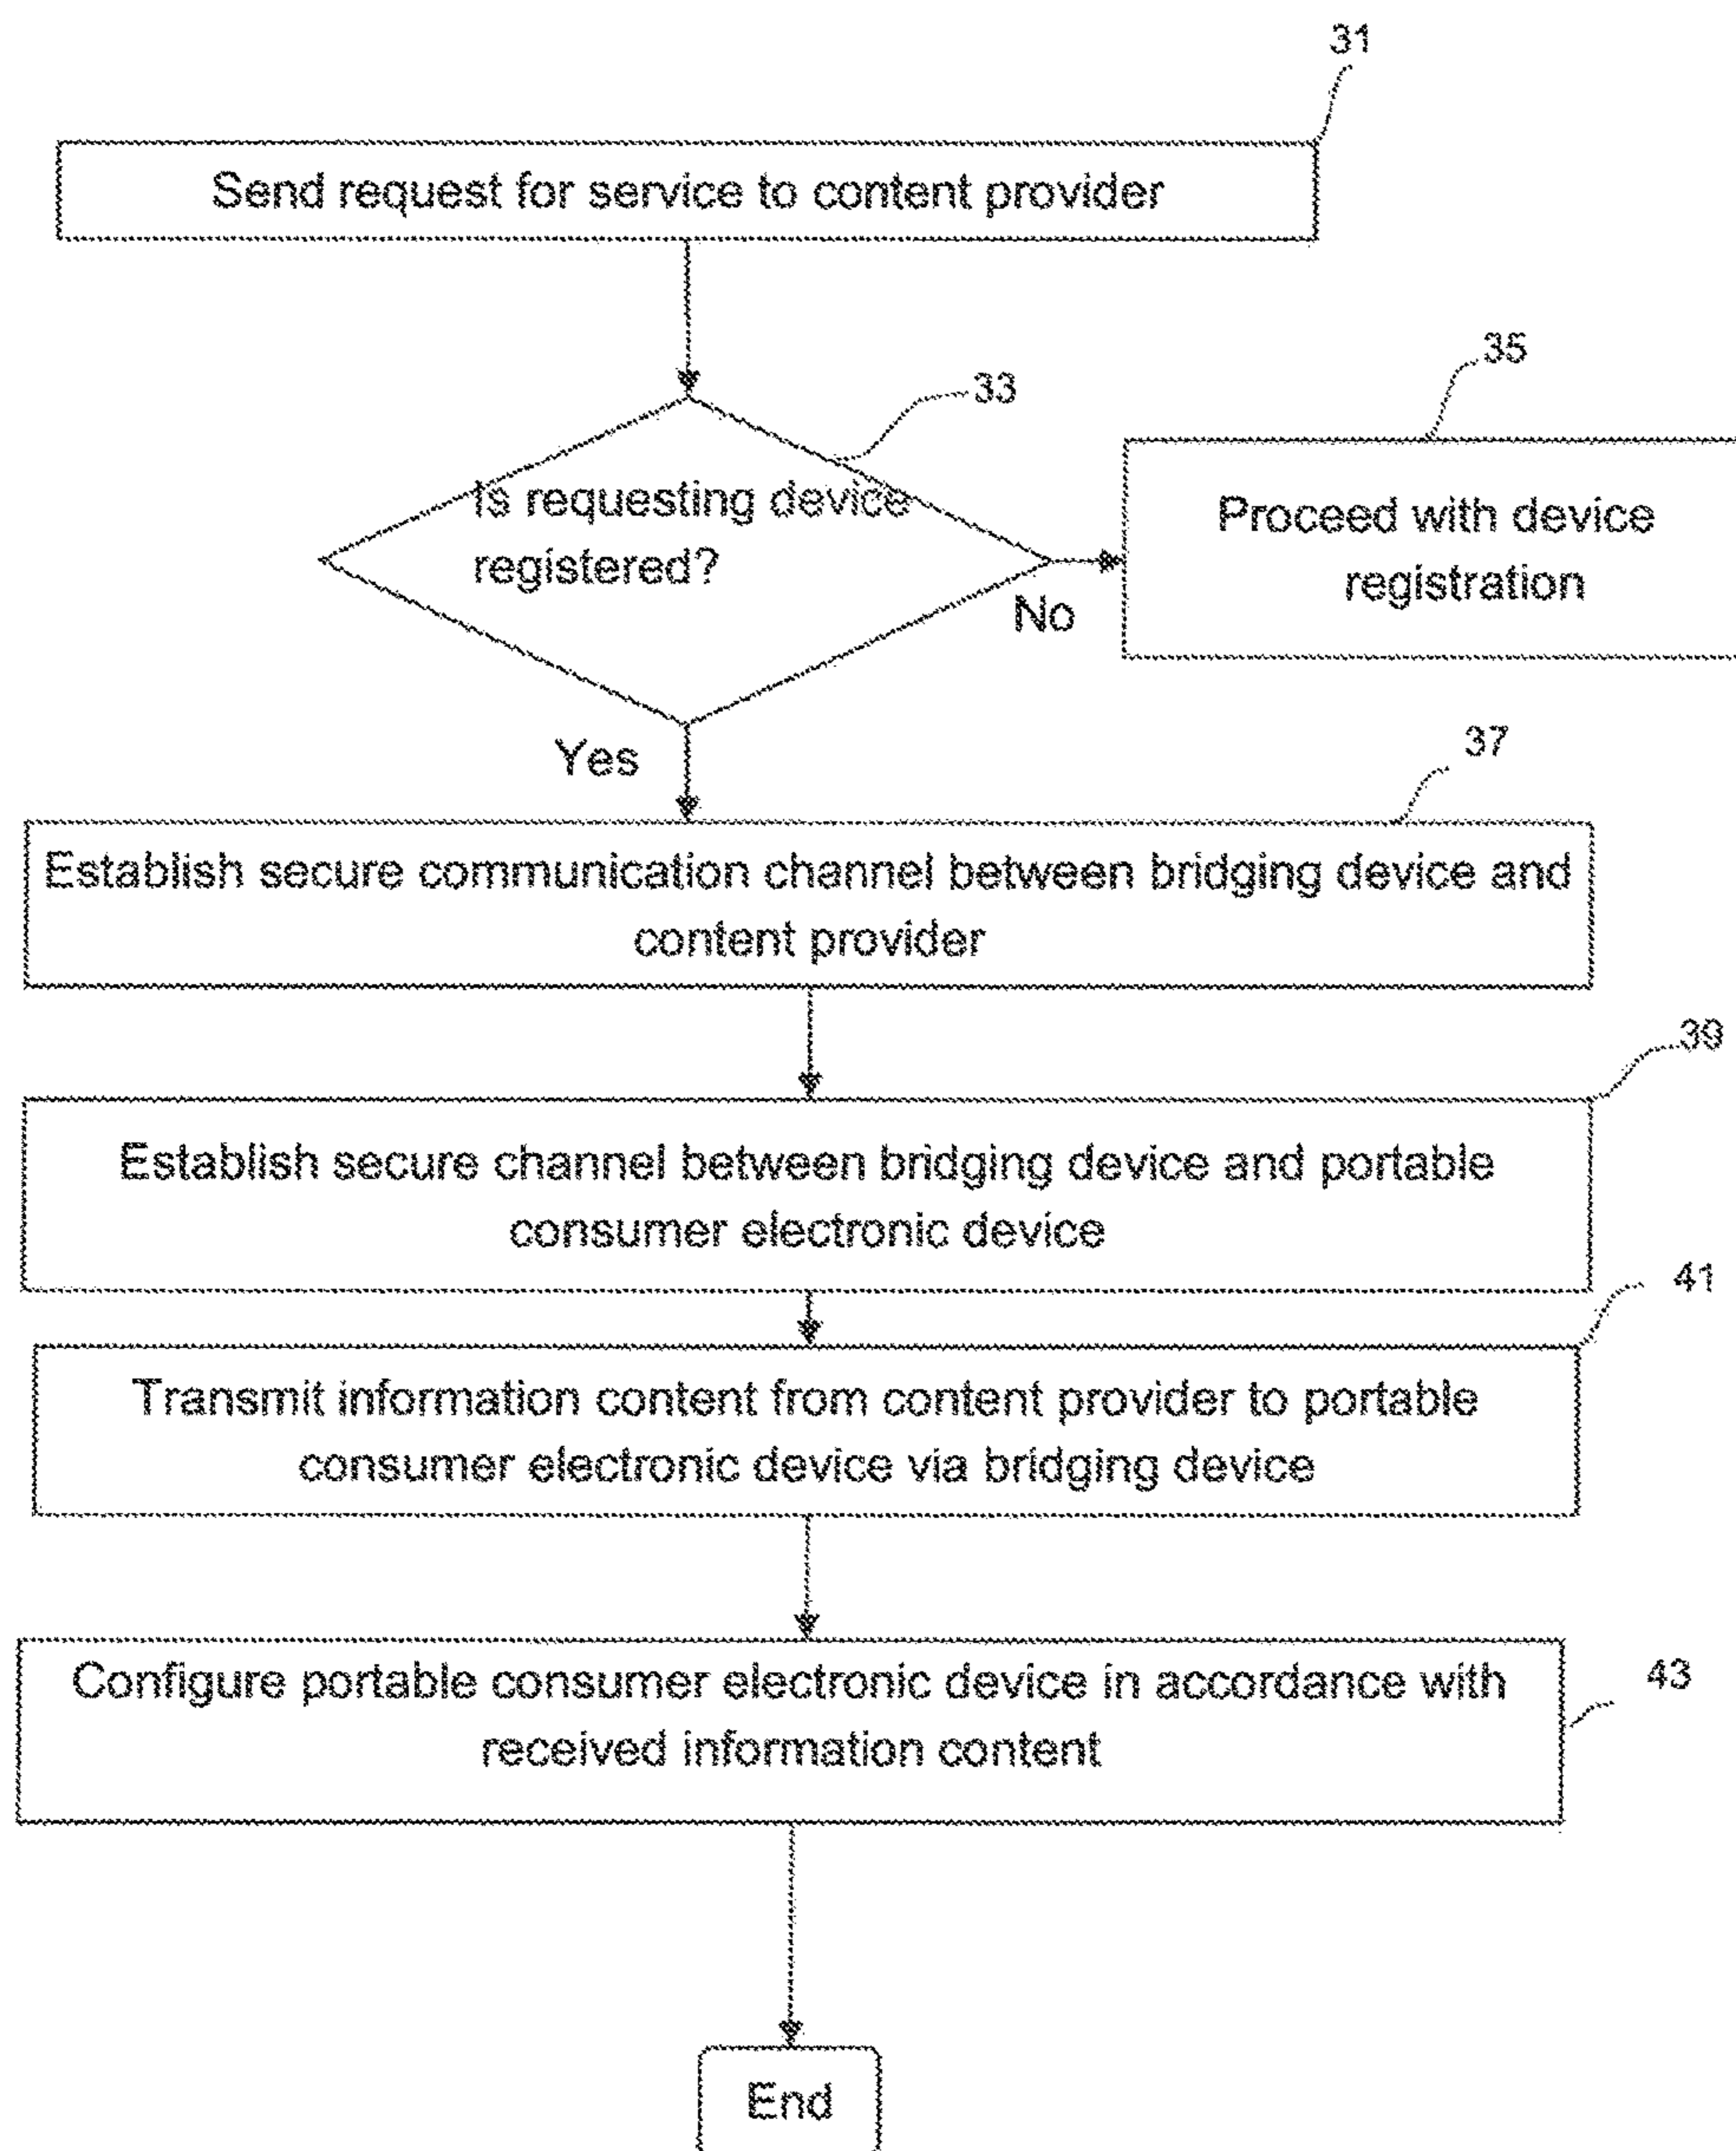 31
Send request for service to content provider
33
35
Is requesting device
registered?
Proceed with device
registration
No
Yes
37
Establish secure communication channel between bridging device and
content provider
39
Establish secure channel between bridging device and portable
consumer electronic device
41
Transmit information content from content provider to portable
consumer electronic device via bridging device
43
Configure portable consumer electronic device in accordance with
received information content
End